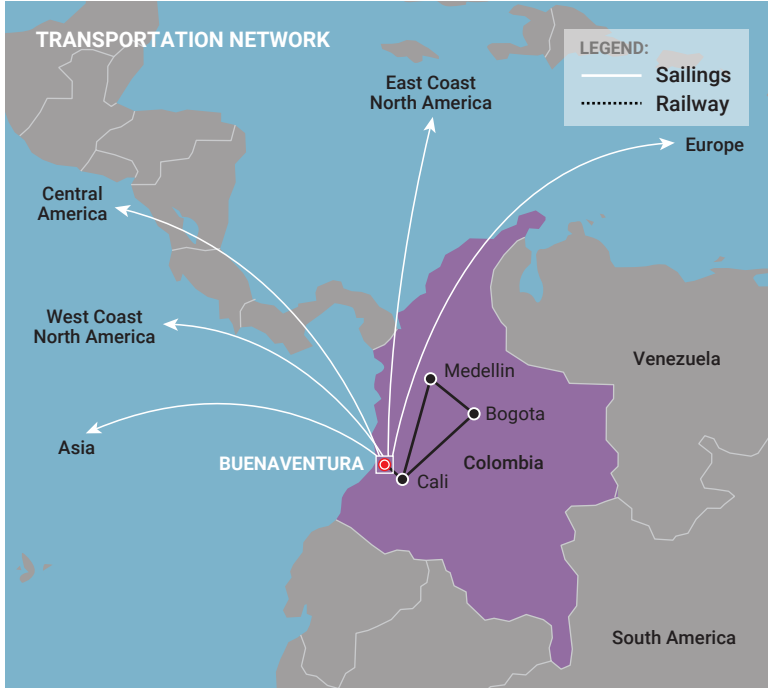 TRANSPORTATION NETWORK
LEGEND:
Sailings
Railway
East Coast
North America
Europe
Central
America
West Coast
North America
Asia
Venezuela
Medellin
Bogota
BUENAVENTURA
Colombia
Cali
South America